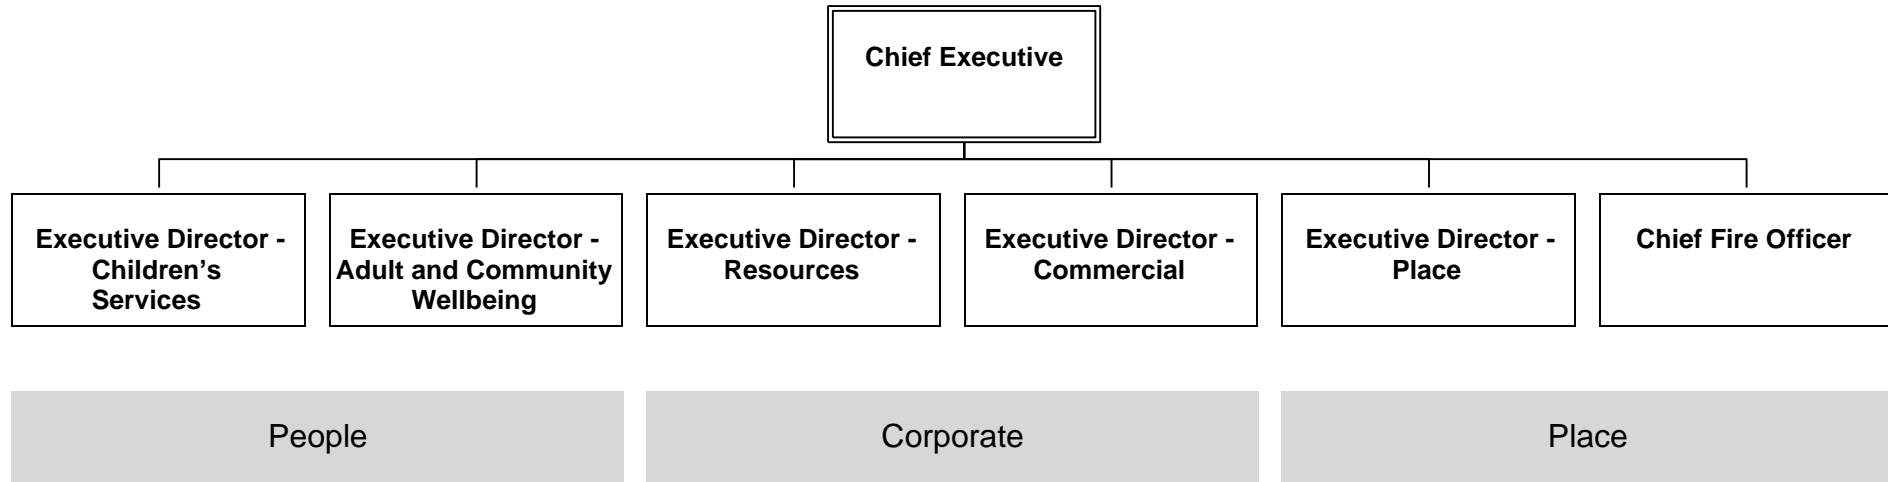 Chief Executive
Executive Director -
Children’s
Services
Executive Director -
Adult and Community
Wellbeing
Executive Director -
Resources
Executive Director -
Commercial
Executive Director -
Place
Chief Fire Officer
People
Corporate
Place